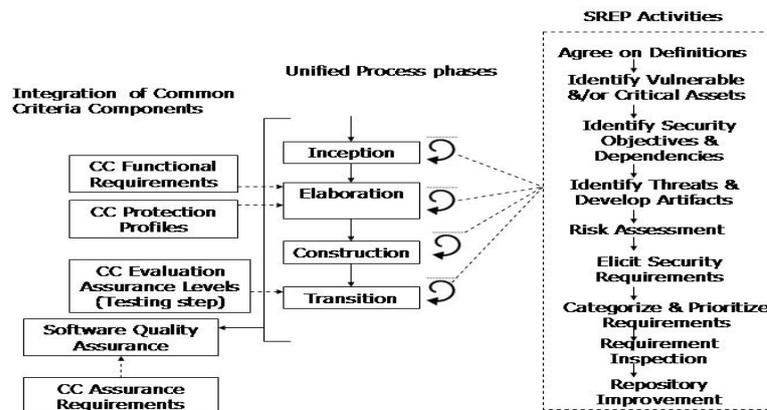 SREP Activities
Unified Process phases
Integration of Common
Criteria Components
CC Functional
Requirements
CC Protection
Profiles
CC Evaluation
Assurance Levels
(Testing step)
Software Quality
Assurance
CC Assurance
Requirements
Inception
Elaboration
Construction
Transition
Agree on Definitions
Identify Vulnerable
&/or Critical Assets
Identify Security
Objectives &
Dependencies
Identify Threats &
Develop Artifacts
Risk Assessment
Elicit Security
Requirements
Categorize & Prioritize
Requirements
Requirement
Inspection
Repository
Improvement